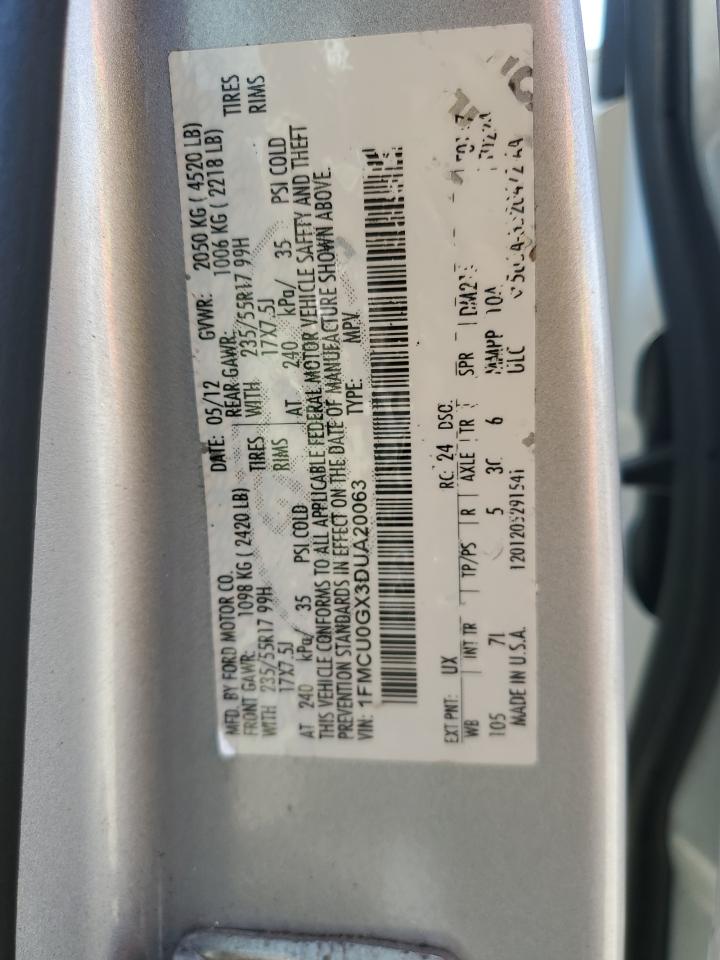 MFD. BY FORD MOTOR CO.
DATE: 05/12 GVWR: 2050 KG ( 4520 LB)
FRONT GAWR: 1098 KG ( 2420 LB) REAR GAWR: 1006 KG ( 2218 LB)
WITH 235/55R17 99H TIRES WITH 235/55R17 99H TIRES
17X7.5J RIMS 17X7.5J RIMS
AT 240 kPa/ 35 PSI COLD AT 240 kPa/ 35 PSI COLD
THIS VEHICLE CONFORMS TO ALL APPLICABLE FEDERAL MOTOR VEHICLE SAFETY AND THEFT
PREVENTION STANDARDS IN EFFECT ON THE DATE OF MANUFACTURE SHOWN ABOVE.
VIN: 1FMCU0GX3DUA20063 TYPE: MPV
EXT PNT: UX RC: 24 DSO:
WB INT TR TP/PS R AXLE TR SPR
105 71 5 6
MADE IN U.S.A. ULC